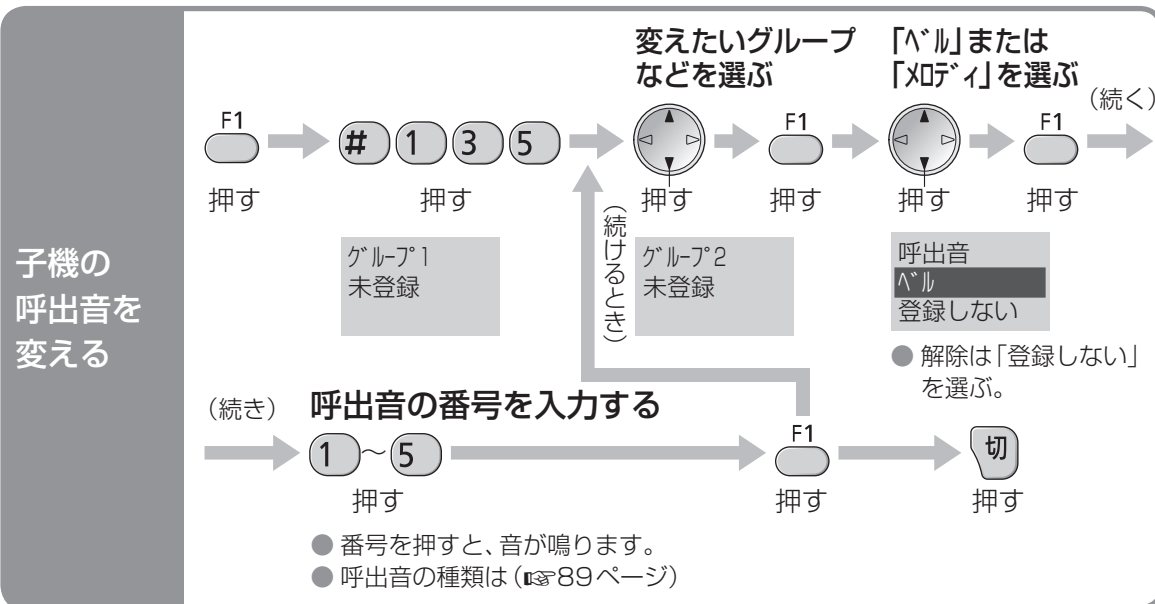 子機の
呼出音を
変える
変えたいグループ
などを選ぶ
「ﾍﾞﾙ」または
「ﾒﾛﾃﾞｨ」を選ぶ
（続く）
F1
# 1 3 5
F1
F1
押す
押す
押す
押す
押す
押す
ｸﾞﾙｰﾌﾟ1
未登録
（続けるとき）
ｸﾞﾙｰﾌﾟ2
未登録
呼出音
ﾍﾞﾙ
登録しない
● 解除は「登録しない」
を選ぶ。
（続き）
呼出音の番号を入力する
1 ～ 5
F1
切
押す
押す
押す
● 番号を押すと、音が鳴ります。
● 呼出音の種類は（☞89ページ）